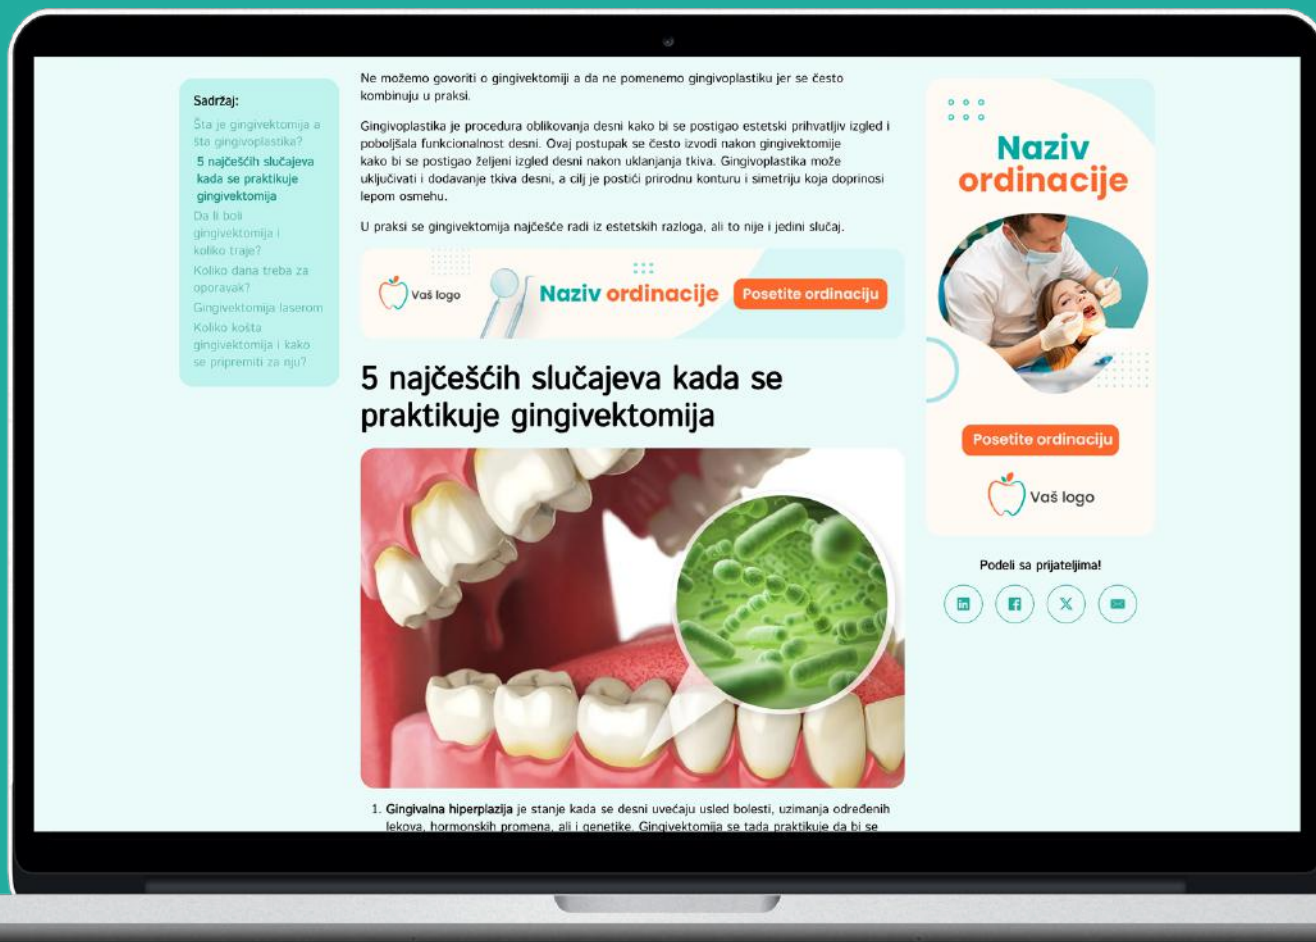 Sadržaj:
Šta je gingivektomija a
šta gingivoplastika?
5 najčešćih slučajeva
kada se praktikuje
gingivektomija
Da li boli
gingivektomija i
koliko traje?
Koliko dana treba za
oporavak?
Gingivektomija laserom
Koliko košta
gingivektomija i kako
se pripremiti za nju?
Ne možemo govoriti o gingivektomiji a da ne pomenemo gingivoplastiku jer se često
kombinuju u praksi.
Gingivoplastika je procedura oblikovanja desni kako bi se postigao estetski prihvatljiv izgled i
poboljšala funkcionalnost desni. Ovaj postupak se često izvodi nakon gingivektomije
kako bi se postigao željeni izgled desni nakon uklanjanja tkiva. Gingivoplastika može
uključivati i dodavanje tkiva desni, a cilj je postići prirodnu konturu i simetriju koja doprinosi
lepom osmehu.
U praksi se gingivektomija najčešće radi iz estetskih razloga, ali to nije i jedini slučaj.
Vaš logo
Naziv ordinacije
Posetite ordinaciju
5 najčešćih slučajeva kada se
praktikuje gingivektomija
1. Gingivalna hiperplazija je stanje kada se desni uvećaju usled bolesti, uzimanja određenih
lekova, hormonskih promena, ali i genetike. Gingivektomija se tada praktikuje da bi se
Naziv
ordinacije
Posetite ordinaciju
Vaš logo
Podeli sa prijateljima!